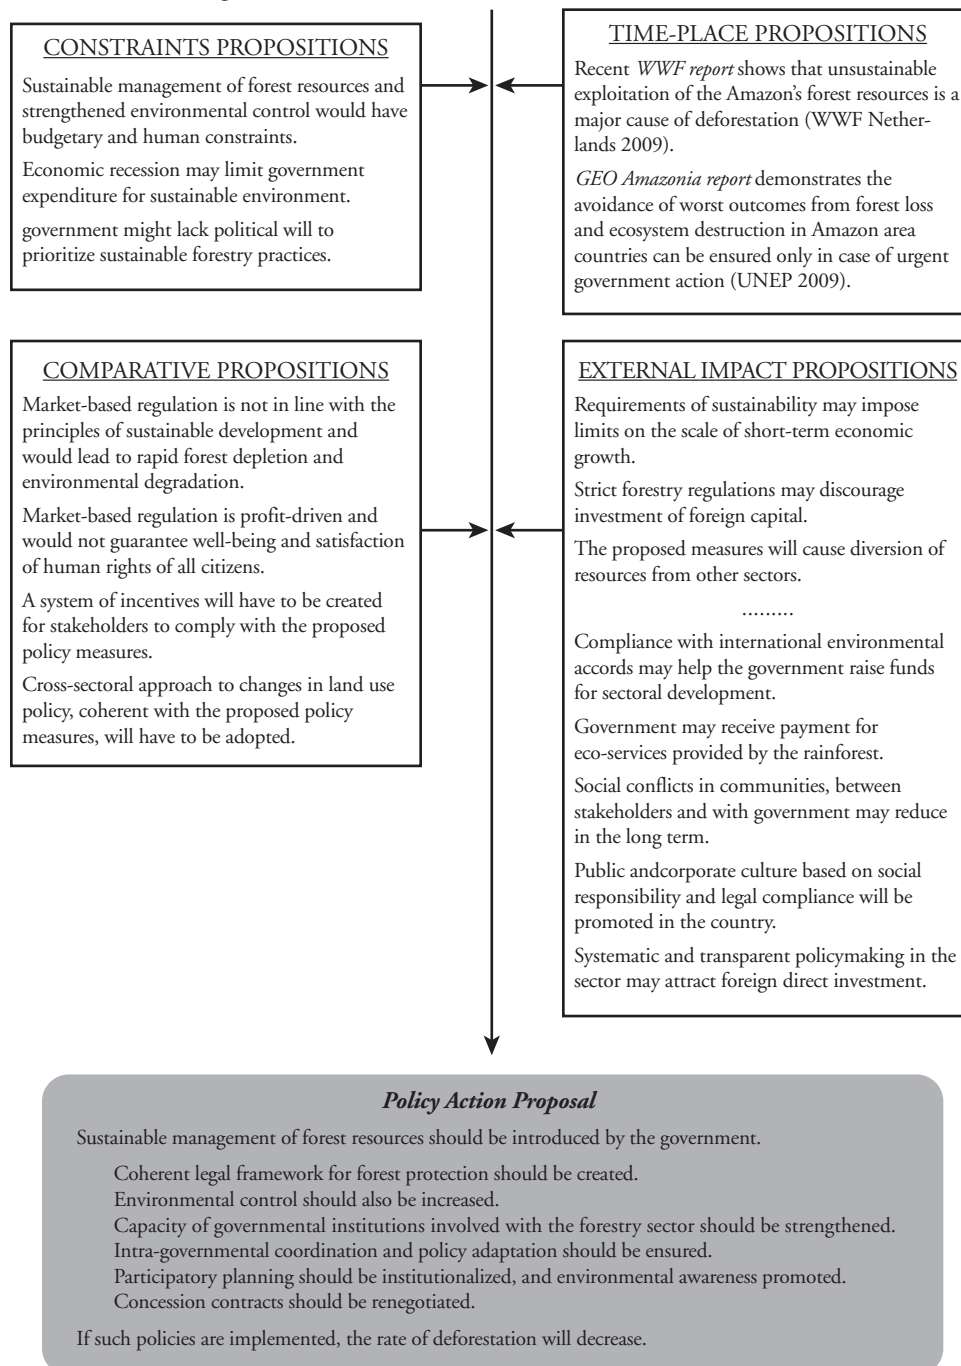 CONSTRAINTS PROPOSITIONS
Sustainable management of forest resources and
strengthened environmental control would have
budgetary and human constraints.
Economic recession may limit government
expenditure for sustainable environment.
government might lack political will to
prioritize sustainable forestry practices.
TIME-PLACE PROPOSITIONS
Recent WWF report shows that unsustainable
exploitation of the Amazon's forest resources is a
major cause of deforestation (WWF Nether-
lands 2009).
GEO Amazonia report demonstrates the
avoidance of worst outcomes from forest loss
and ecosystem destruction in Amazon area
countries can be ensured only in case of urgent
government action (UNEP 2009).
COMPARATIVE PROPOSITIONS
Market-based regulation is not in line with the
principles of sustainable development and
would lead to rapid forest depletion and
environmental degradation.
Market-based regulation is profit-driven and
would not guarantee well-being and satisfaction
of human rights of all citizens.
A system of incentives will have to be created
for stakeholders to comply with the proposed
policy measures.
Cross-sectoral approach to changes in land use
policy, coherent with the proposed policy
measures, will have to be adopted.
EXTERNAL IMPACT PROPOSITIONS
Requirements of sustainability may impose
limits on the scale of short-term economic
growth.
Strict forestry regulations may discourage
investment of foreign capital.
The proposed measures will cause diversion of
resources from other sectors.
.........
Compliance with international environmental
accords may help the government raise funds
for sectoral development.
Government may receive payment for
eco-services provided by the rainforest.
Social conflicts in communities, between
stakeholders and with government may reduce
in the long term.
Public andcorporate culture based on social
responsibility and legal compliance will be
promoted in the country.
Systematic and transparent policymaking in the
sector may attract foreign direct investment.
Policy Action Proposal
Sustainable management of forest resources should be introduced by the government.
Coherent legal framework for forest protection should be created.
Environmental control should also be increased.
Capacity of governmental institutions involved with the forestry sector should be strengthened.
Intra-governmental coordination and policy adaptation should be ensured.
Participatory planning should be institutionalized, and environmental awareness promoted.
Concession contracts should be renegotiated.
If such policies are implemented, the rate of deforestation will decrease.